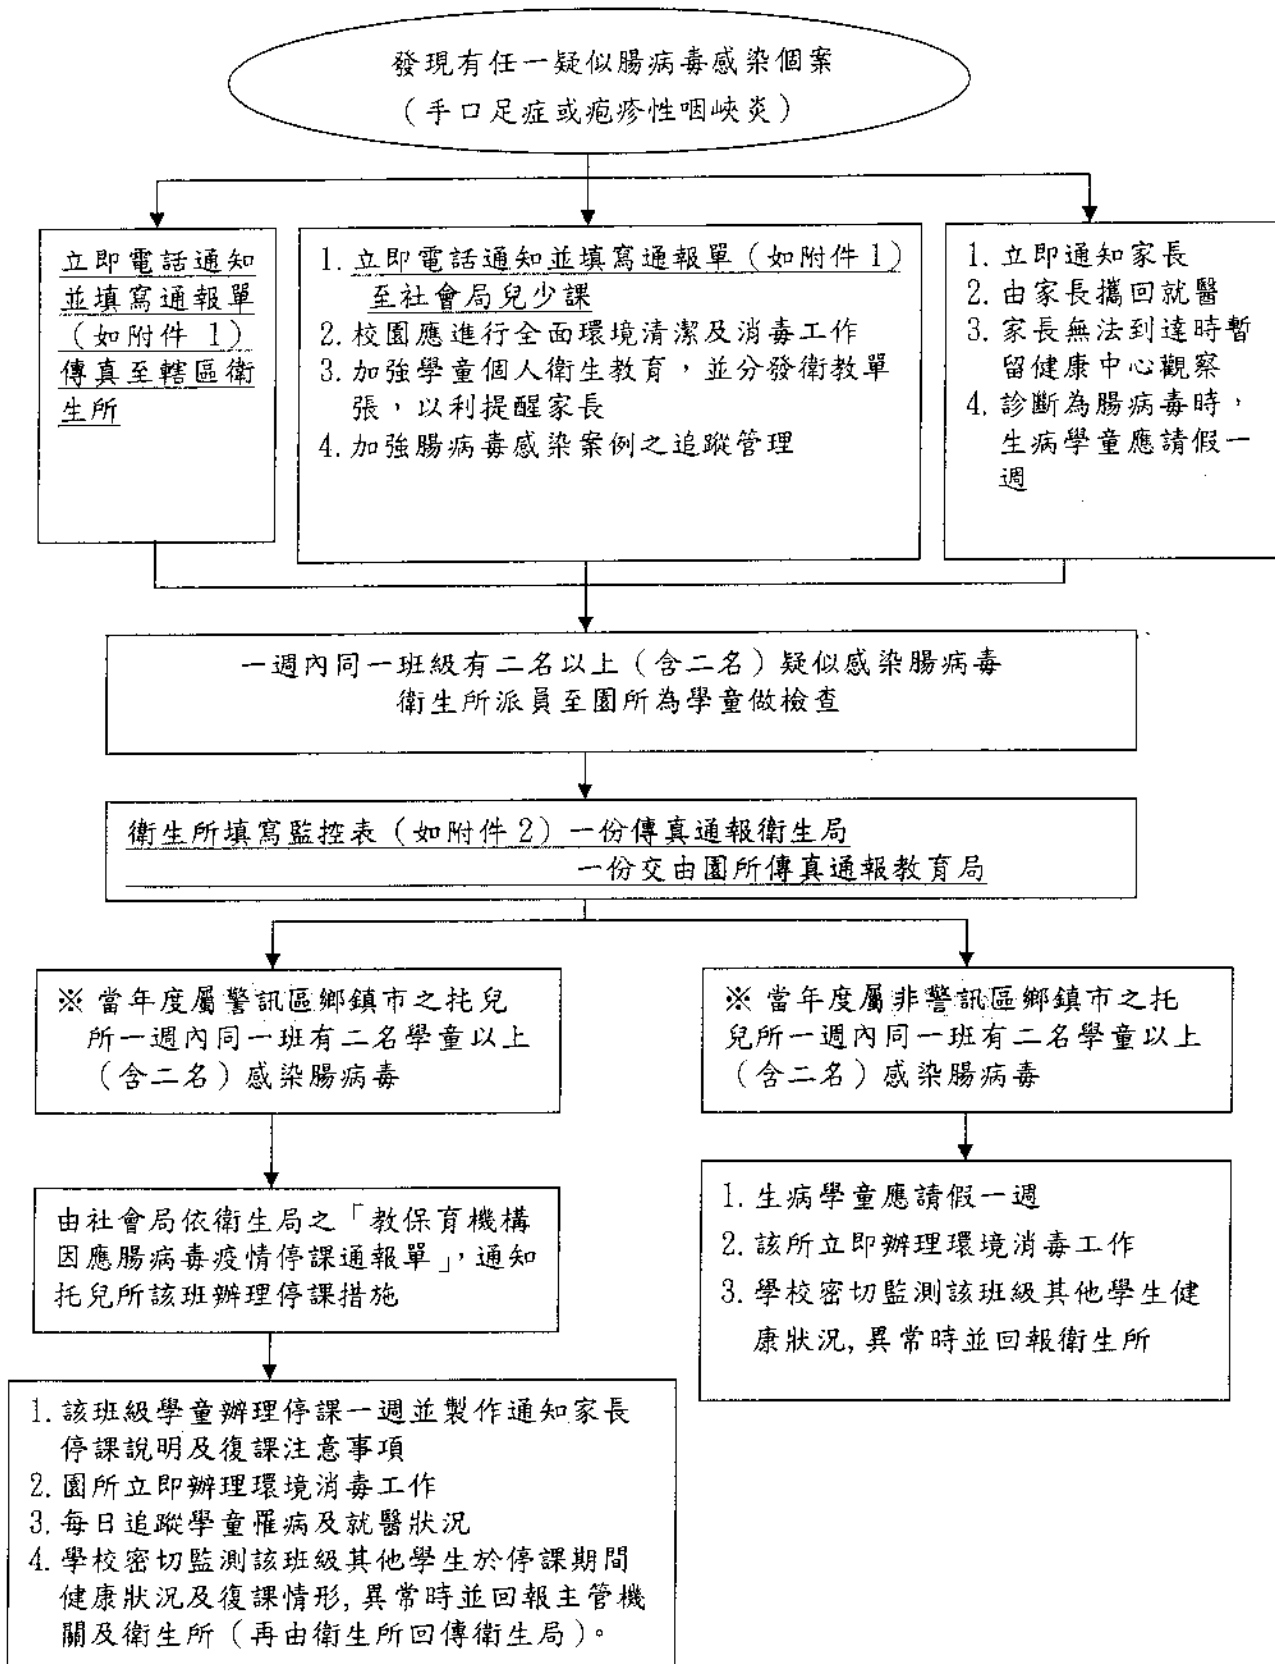 發現有任一疑似腸病毒感染個案
（手口足症或疱疹性咽峽炎）
立即電話通知
並填寫通報單
（如附件 1）
傳真至轄區衛
生所
1. 立即電話通知並填寫通報單（如附件 1）
至社會局兒少課
2. 校園應進行全面環境清潔及消毒工作
3. 加強學童個人衛生教育，並分發衛教單
張，以利提醒家長
4. 加強腸病毒感染案例之追蹤管理
1. 立即通知家長
2. 由家長攜回就醫
3. 家長無法到達時暫
留健康中心觀察
4. 診斷為腸病毒時，
生病學童應請假一
週
一週內同一班級有二名以上（含二名）疑似感染腸病毒
衛生所派員至園所為學童做檢查
衛生所填寫監控表（如附件 2）一份傳真通報衛生局
一份交由園所傳真通報教育局
※ 當年度屬警訊區鄉鎮市之托兒
所一週內同一班有二名學童以上
（含二名）感染腸病毒
※ 當年度屬非警訊區鄉鎮市之托
兒所一週內同一班有二名學童以上
（含二名）感染腸病毒
由社會局依衛生局之「教保育機構
因應腸病毒疫情停課通報單」，通知
托兒所該班辦理停課措施
1. 生病學童應請假一週
2. 該所立即辦理環境消毒工作
3. 學校密切監測該班級其他學生健
康狀況, 異常時並回報衛生所
1. 該班級學童辦理停課一週並製作通知家長
停課說明及復課注意事項
2. 園所立即辦理環境消毒工作
3. 每日追蹤學童罹病及就醫狀況
4. 學校密切監測該班級其他學生於停課期間
健康狀況及復課情形, 異常時並回報主管機
關及衛生所（再由衛生所回傳衛生局）。